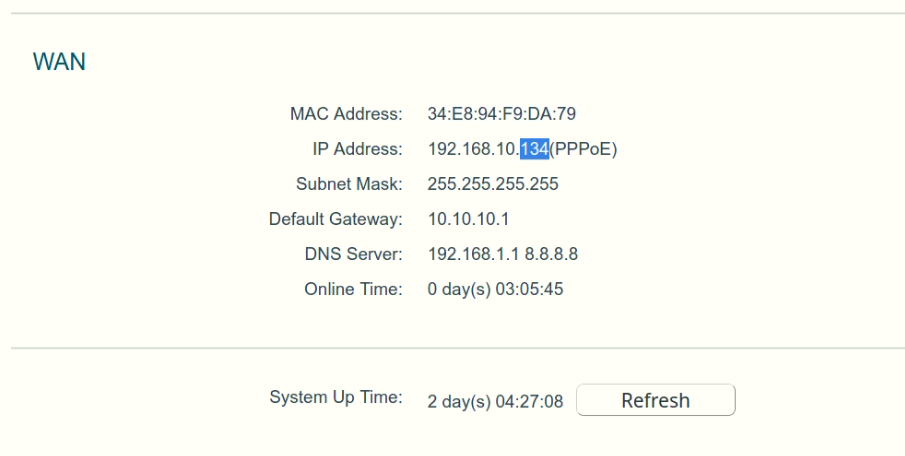 WAN
MAC Address: 34:E8:94:F9:DA:79
IP Address: 192.168.10.134(PPPoE)
Subnet Mask: 255.255.255.255
Default Gateway: 10.10.10.1
DNS Server: 192.168.1.1 8.8.8.8
Online Time: 0 day(s) 03:05:45
System Up Time: 2 day(s) 04:27:08 Refresh